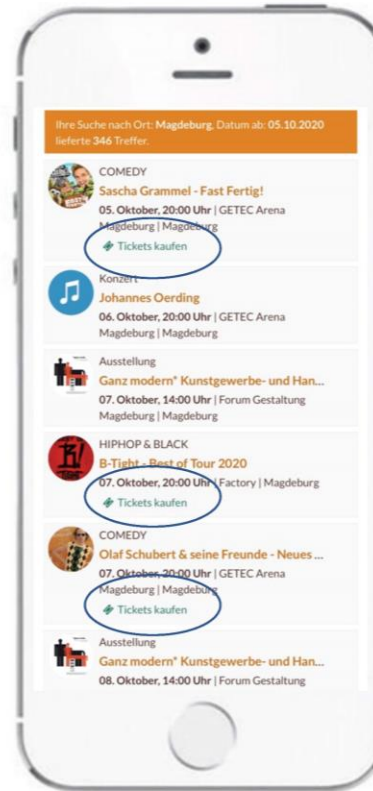 Ihre Suche nach Ort: Magdeburg, Datum ab: 05.10.2020
lieferte 346 Treffer.
COMEDY
Sascha Grammel - Fast Fertig!
05. Oktober, 20:00 Uhr | GETEC Arena
Magdeburg | Magdeburg
Tickets kaufen
Konzert
Johannes Oerding
06. Oktober, 20:00 Uhr | GETEC Arena
Magdeburg | Magdeburg
Ausstellung
Ganz modern* Kunstgewerbe- und Han...
07. Oktober, 14:00 Uhr | Forum Gestaltung
Magdeburg | Magdeburg
HIPHOP & BLACK
B-Tight - Best of Tour 2020
07. Oktober, 20:00 Uhr | Factory | Magdeburg
Tickets kaufen
COMEDY
Olaf Schubert & seine Freunde - Neues ...
07. Oktober, 20:00 Uhr | GETEC Arena
Magdeburg | Magdeburg
Tickets kaufen
Ausstellung
Ganz modern* Kunstgewerbe- und Han...
08. Oktober, 14:00 Uhr | Forum Gestaltung